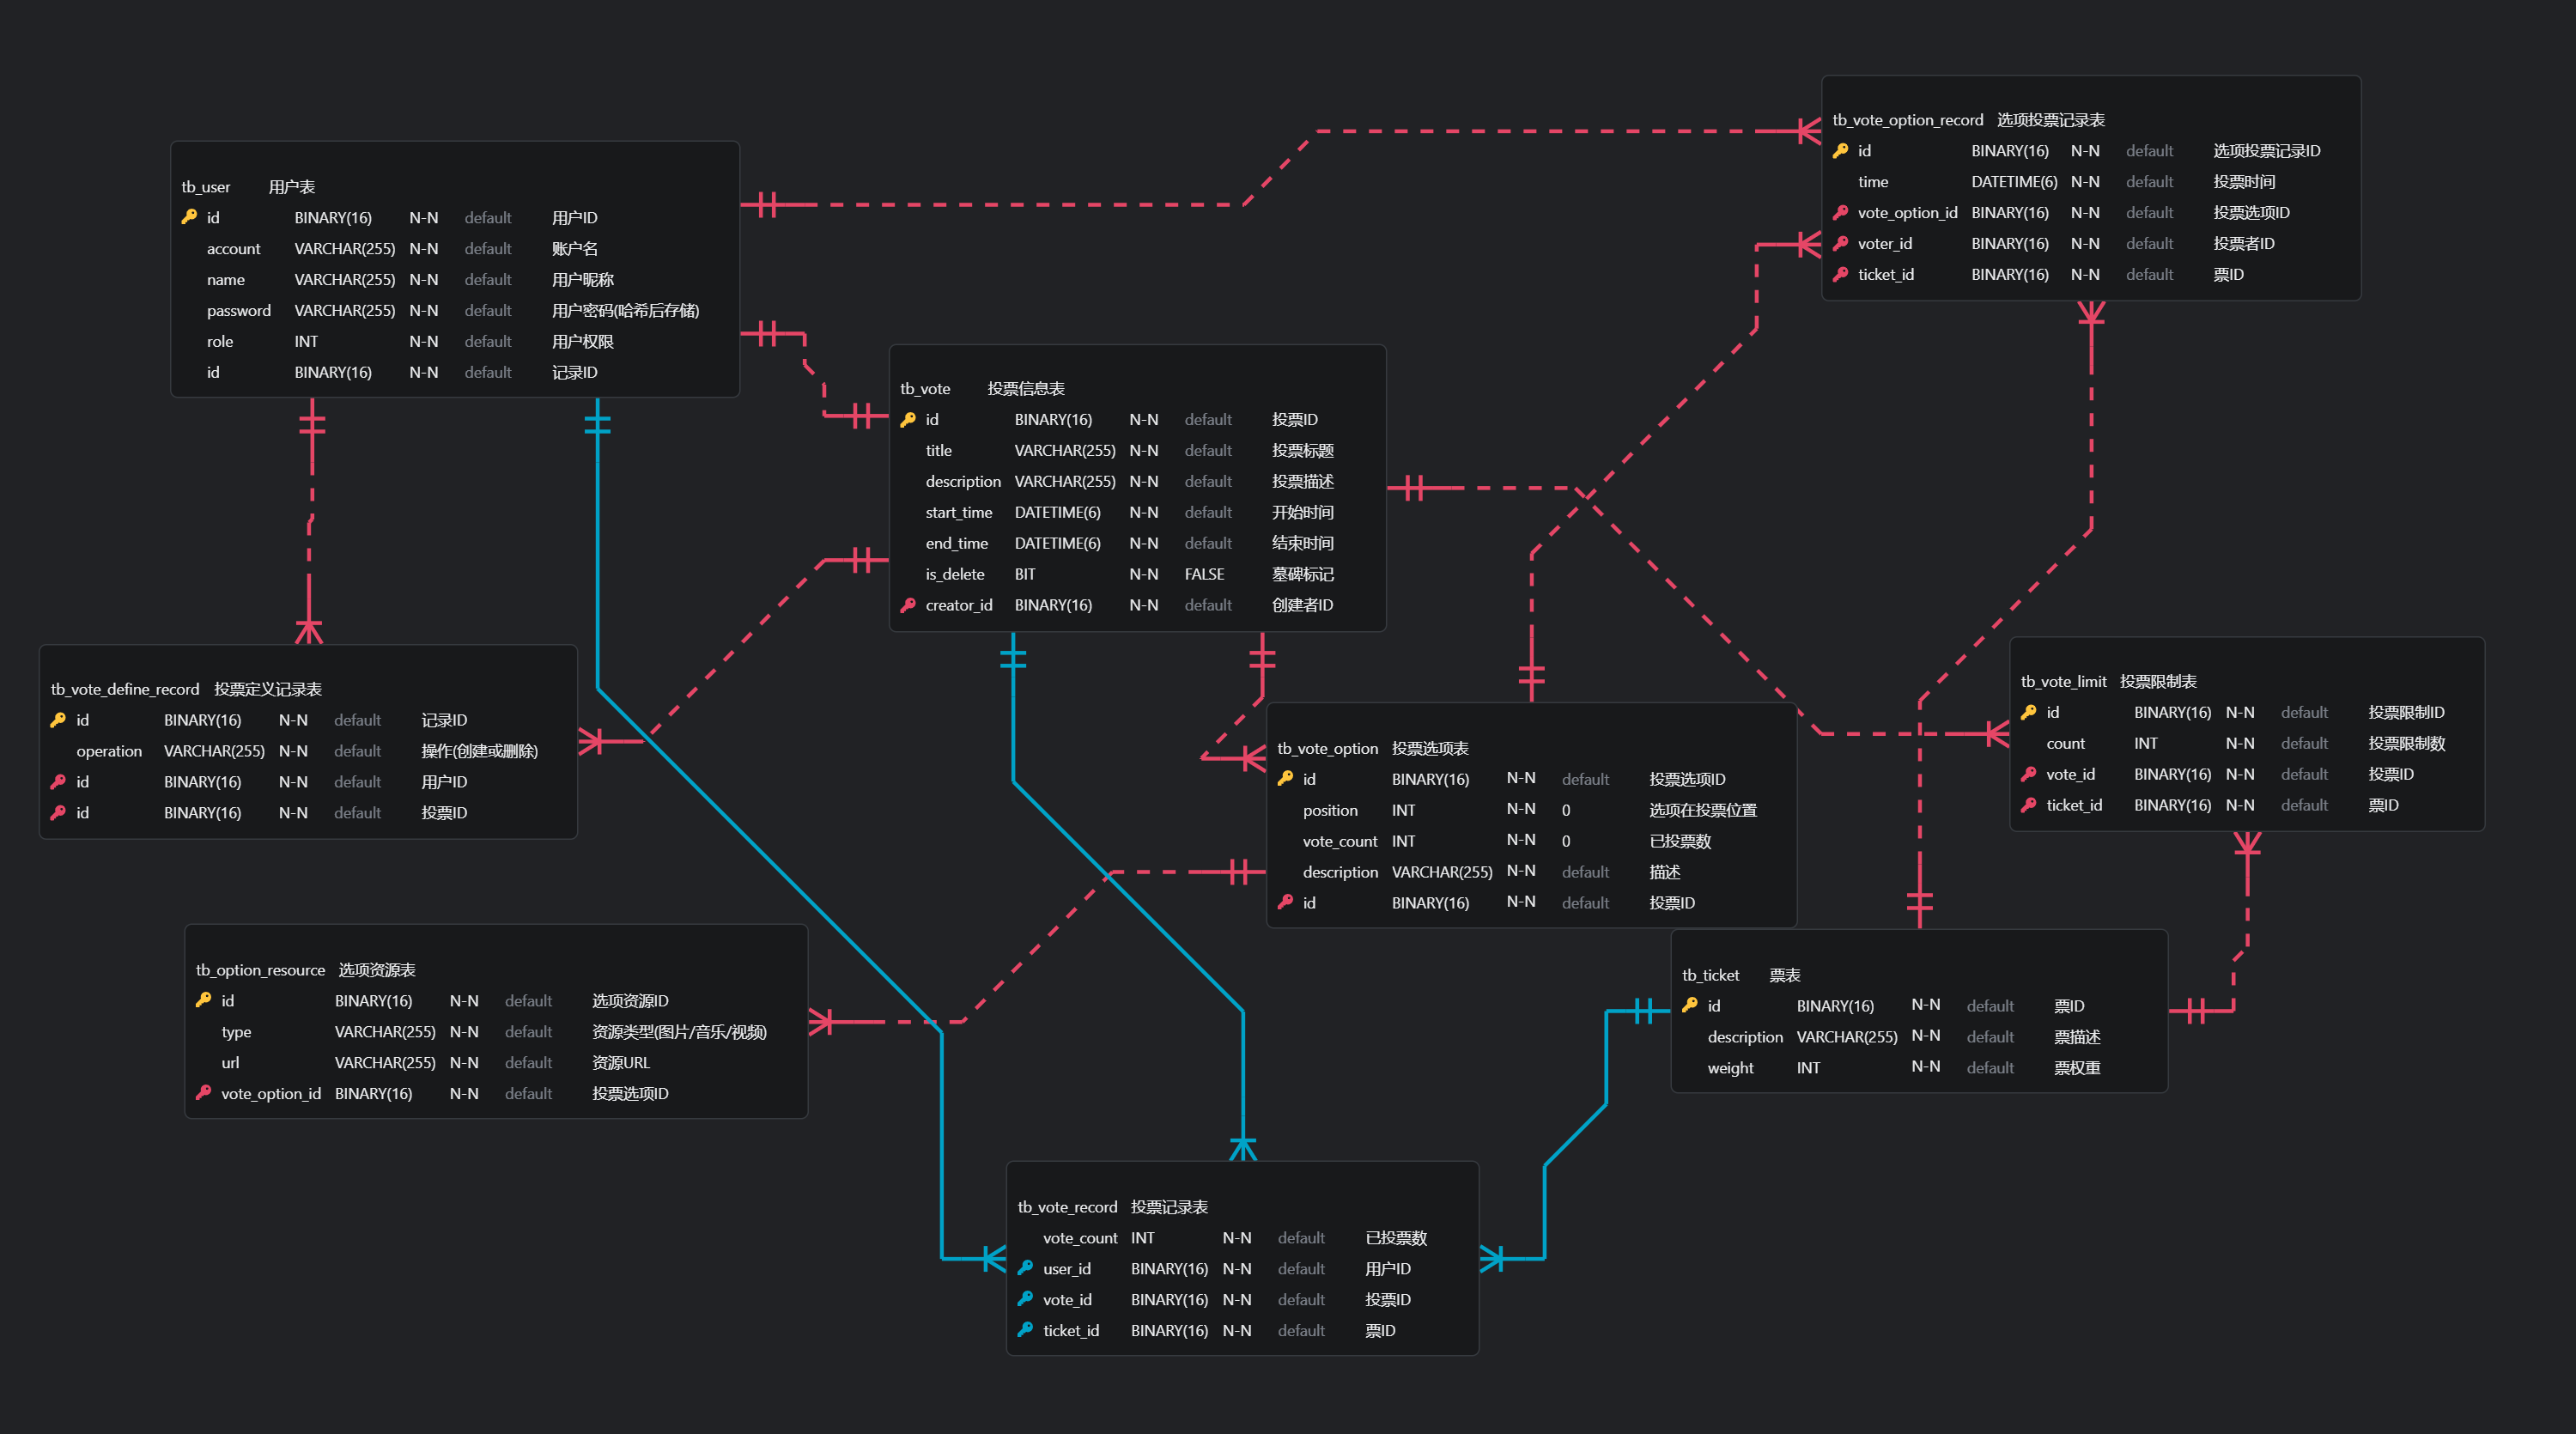 tb_user 用户表
id BINARY(16) N-N default 用户ID
account VARCHAR(255) N-N default 账户名
name VARCHAR(255) N-N default 用户昵称
password VARCHAR(255) N-N default 用户密码(哈希后存储)
role INT N-N default 用户权限
id BINARY(16) N-N default 记录ID
tb_vote_option_record 选项投票记录表
id BINARY(16) N-N default 选项投票记录ID
time DATETIME(6) N-N default 投票时间
vote_option_id BINARY(16) N-N default 投票选项ID
voter_id BINARY(16) N-N default 投票者ID
ticket_id BINARY(16) N-N default 票ID
tb_vote 投票信息表
id BINARY(16) N-N default 投票ID
title VARCHAR(255) N-N default 投票标题
description VARCHAR(255) N-N default 投票描述
start_time DATETIME(6) N-N default 开始时间
end_time DATETIME(6) N-N default 结束时间
is_delete BIT N-N FALSE 墓碑标记
creator_id BINARY(16) N-N default 创建者ID
tb_vote_define_record 投票定义记录表
id BINARY(16) N-N default 记录ID
operation VARCHAR(255) N-N default 操作(创建或删除)
id BINARY(16) N-N default 用户ID
id BINARY(16) N-N default 投票ID
tb_vote_option 投票选项表
id BINARY(16) N-N default 投票选项ID
position INT N-N 0 选项在投票位置
vote_count INT N-N 0 已投票数
description VARCHAR(255) N-N default 描述
id BINARY(16) N-N default 投票ID
tb_vote_limit 投票限制表
id BINARY(16) N-N default 投票限制ID
count INT N-N default 投票限制数
vote_id BINARY(16) N-N default 投票ID
ticket_id BINARY(16) N-N default 票ID
tb_option_resource 选项资源表
id BINARY(16) N-N default 选项资源ID
type VARCHAR(255) N-N default 资源类型(图片/音乐/视频)
url VARCHAR(255) N-N default 资源URL
vote_option_id BINARY(16) N-N default 投票选项ID
tb_ticket 票表
id BINARY(16) N-N default 票ID
description VARCHAR(255) N-N default 票描述
weight INT N-N default 票权重
tb_vote_record 投票记录表
vote_count INT N-N default 已投票数
user_id BINARY(16) N-N default 用户ID
vote_id BINARY(16) N-N default 投票ID
ticket_id BINARY(16) N-N default 票ID